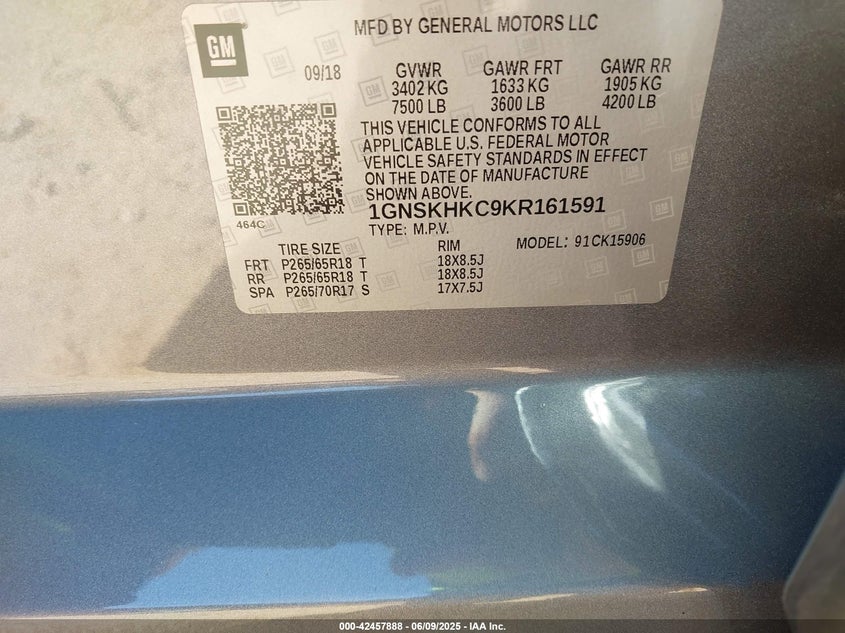 GM
MFD BY GENERAL MOTORS LLC
09/18
GVWR GAWR FRT GAWR RR
3402 KG 1633 KG 1905 KG
7500 LB 3600 LB 4200 LB
THIS VEHICLE CONFORMS TO ALL
APPLICABLE U.S. FEDERAL MOTOR
VEHICLE SAFETY STANDARDS IN EFFECT
ON THE DATE OF MANUFACTURE
SHOWN ABOVE.
464C
1GNSKHKC9KR161591
TYPE: M.P.V.
MODEL: 91 CK15906
TIRE SIZE RIM
FRT P265/65R18 T 18X8.5J
RR P265/65R18 T 18X8.5J
SPA P265/70R17 S 17X7.5J
000-42457888 - 06/09/2025 - IAA Inc.